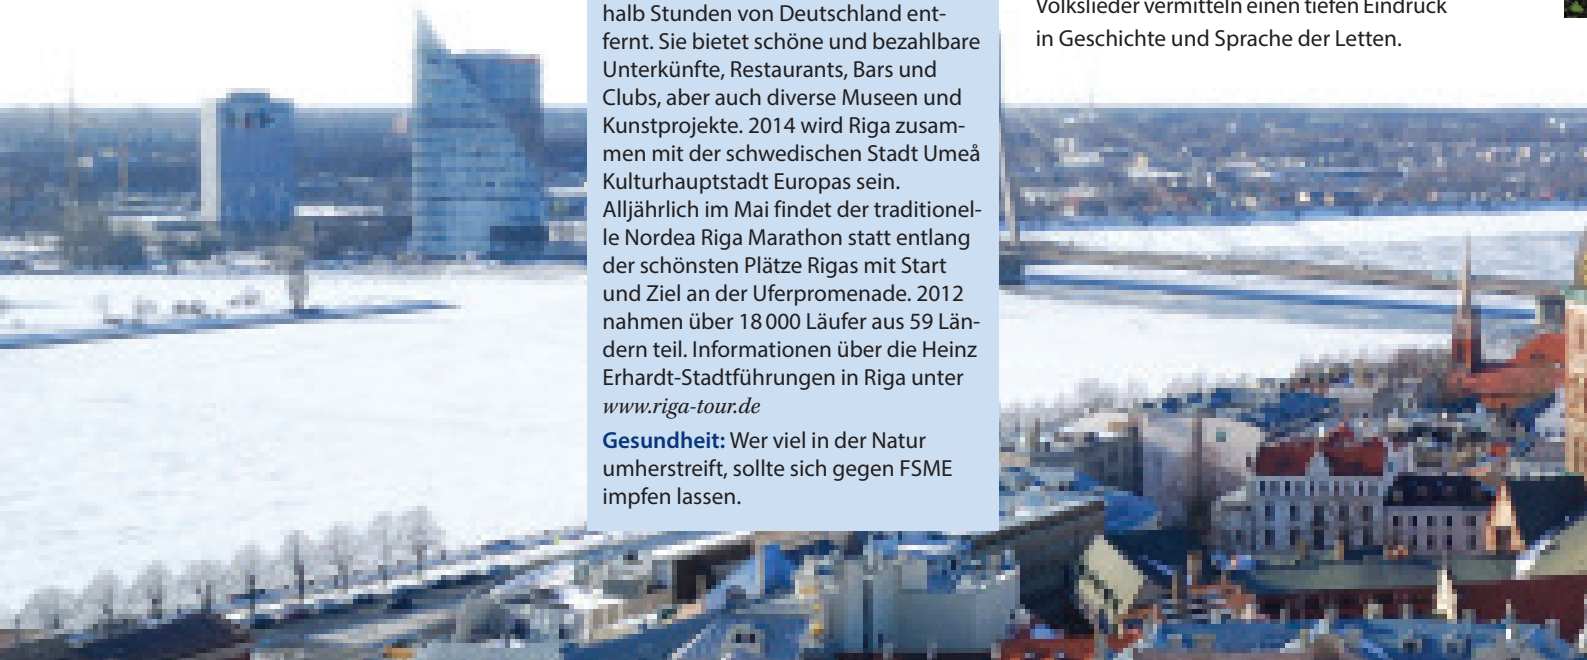 halb Stunden von Deutschland ent-
fernt. Sie bietet schöne und bezahlbare
Unterkünfte, Restaurants, Bars und
Clubs, aber auch diverse Museen und
Kunstprojekte. 2014 wird Riga zusam-
men mit der schwedischen Stadt Umeå
Kulturhauptstadt Europas sein.
Alljährlich im Mai findet der traditionel-
le Nordea Riga Marathon statt entlang
der schönsten Plätze Rigas mit Start
und Ziel an der Uferpromenade. 2012
nahmen über 18 000 Läufer aus 59 Län-
dern teil. Informationen über die Heinz
Erhardt-Stadtführungen in Riga unter
www.riga-tour.de
Gesundheit: Wer viel in der Natur
umherstreift, sollte sich gegen FSME
impfen lassen.
Volkslieder vermitteln einen tiefen Eindruck
in Geschichte und Sprache der Letten.